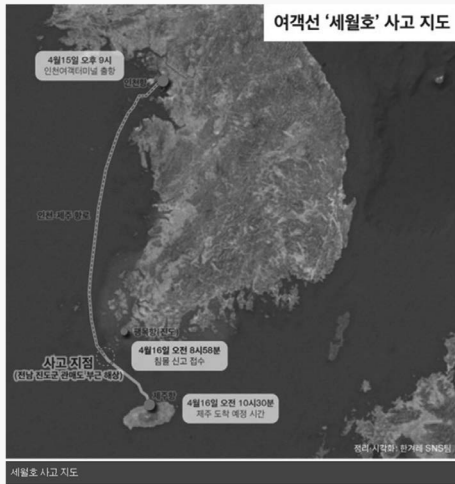 여객선 '세월호' 사고 지도
4월15일 오후 9시
인천여객터미널 출항
인천항
인천-제주 항로
팽목항(진도)
4월16일 오전 8시58분
침몰 신고 접수
사고 지점
(전남 진도군 관매도 부근 해상)
4월16일 오전 10시30분
제주 도착 예정 시간
제주항
정리·시각화: 한겨레 SNS팀
세월호 사고 지도